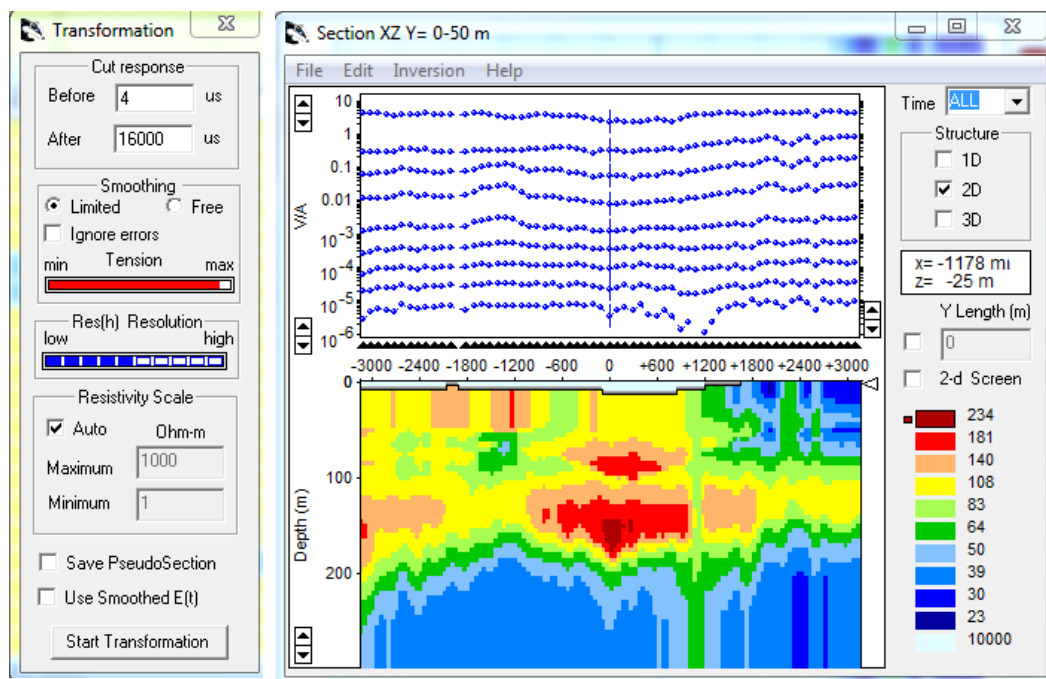 Transformation
Cut response
Before 4 us
After 16000 us
Smoothing
Limited Free
Ignore errors
min Tension max
Res(h) Resolution
low high
Resistivity Scale
Auto Ohm-m
Maximum 1000
Minimum 1
Save PseudoSection
Use Smoothed E(t)
Start Transformation
Section XZ Y= 0-50 m
File Edit Inversion Help
V/A
10
1
0.1
0.01
10-3
10-4
10-5
10-6
-3000 -2400 -1800 -1200 -600 0 +600 +1200 +1800 +2400 +3000
Depth (m)
0
100
200
Time ALL
Structure
1D
2D
3D
x= -1178 m
z= -25 m
Y Length (m)
0
2-d Screen
234
181
140
108
83
64
50
39
30
23
10000